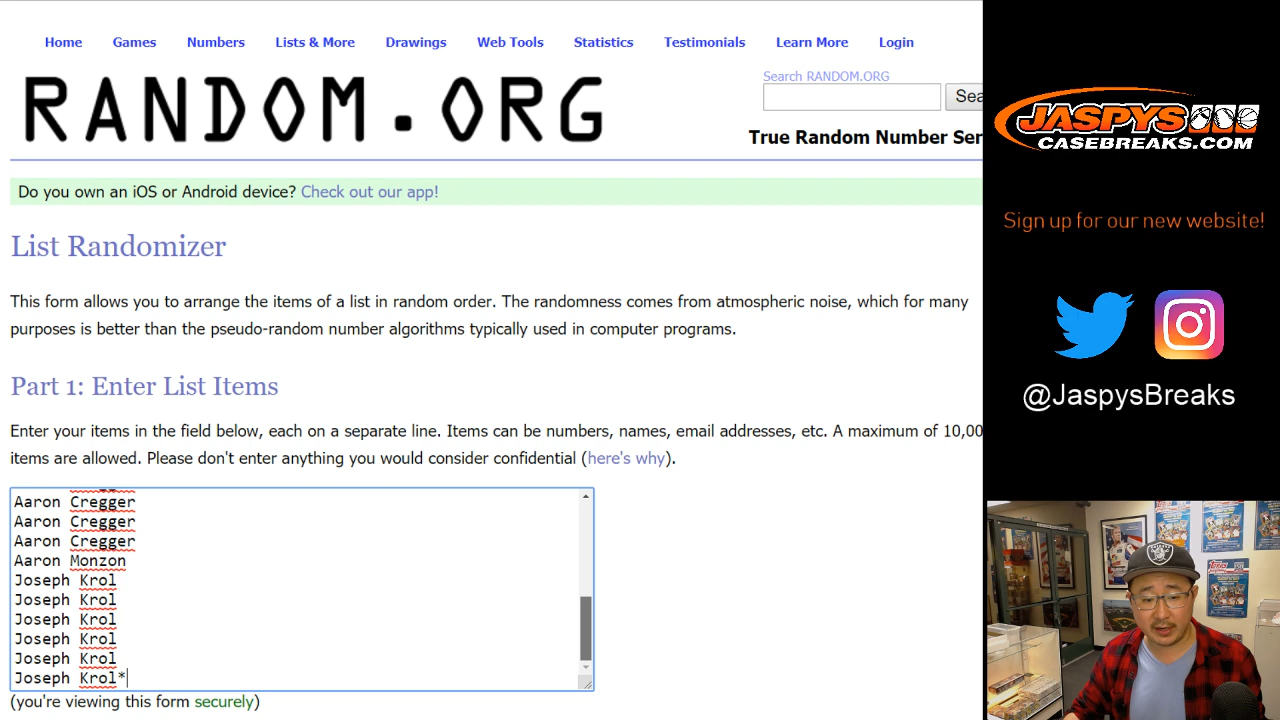 Home Games Numbers Lists & More Drawings Web Tools Statistics Testimonials Learn More Login
RANDOM.ORG
Search RANDOM.ORG
Sea
True Random Number Ser
Do you own an iOS or Android device? Check out our app!
List Randomizer
This form allows you to arrange the items of a list in random order. The randomness comes from atmospheric noise, which for many
purposes is better than the pseudo-random number algorithms typically used in computer programs.
Part 1: Enter List Items
Enter your items in the field below, each on a separate line. Items can be numbers, names, email addresses, etc. A maximum of 10,00
items are allowed. Please don't enter anything you would consider confidential (here's why).
Aaron Cregger
Aaron Cregger
Aaron Cregger
Aaron Monzon
Joseph Krol
Joseph Krol
Joseph Krol
Joseph Krol
Joseph Krol
Joseph Krol*
(you're viewing this form securely)
JASPYS
CASEBREAKS.COM
Sign up for our new website!
@JaspysBreaks